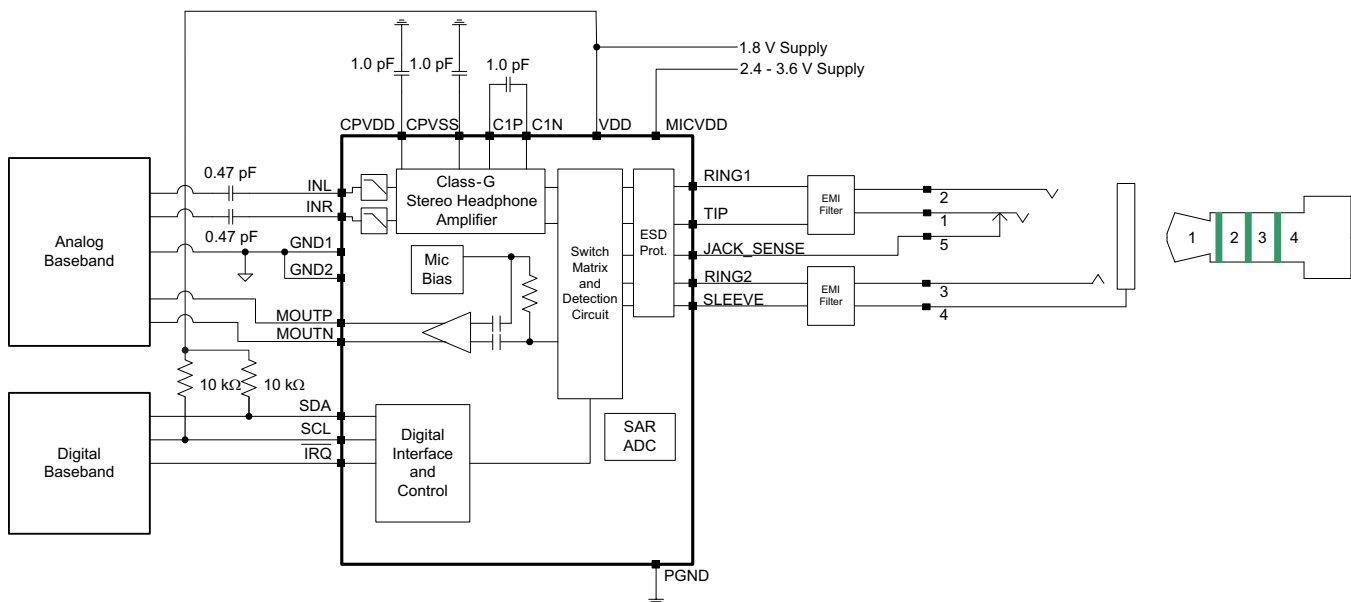 1.8 V Supply
2.4 - 3.6 V Supply
1.0 pF
1.0 pF
1.0 pF
CPVDD
CPVSS
C1P
C1N
VDD
MICVDD
Analog
Baseband
0.47 pF
0.47 pF
INL
INR
GND1
GND2
MOUTP
MOUTN
Class-G
Stereo Headphone
Amplifier
Mic
Bias
Switch
Matrix
and
Detection
Circuit
ESD
Prot.
RING1
TIP
JACK_SENSE
RING2
SLEEVE
EMI
Filter
EMI
Filter
2
1
5
3
4
1
2
3
4
10 kΩ
10 kΩ
Digital
Baseband
SDA
SCL
IRQ
Digital
Interface
and
Control
SAR
ADC
PGND